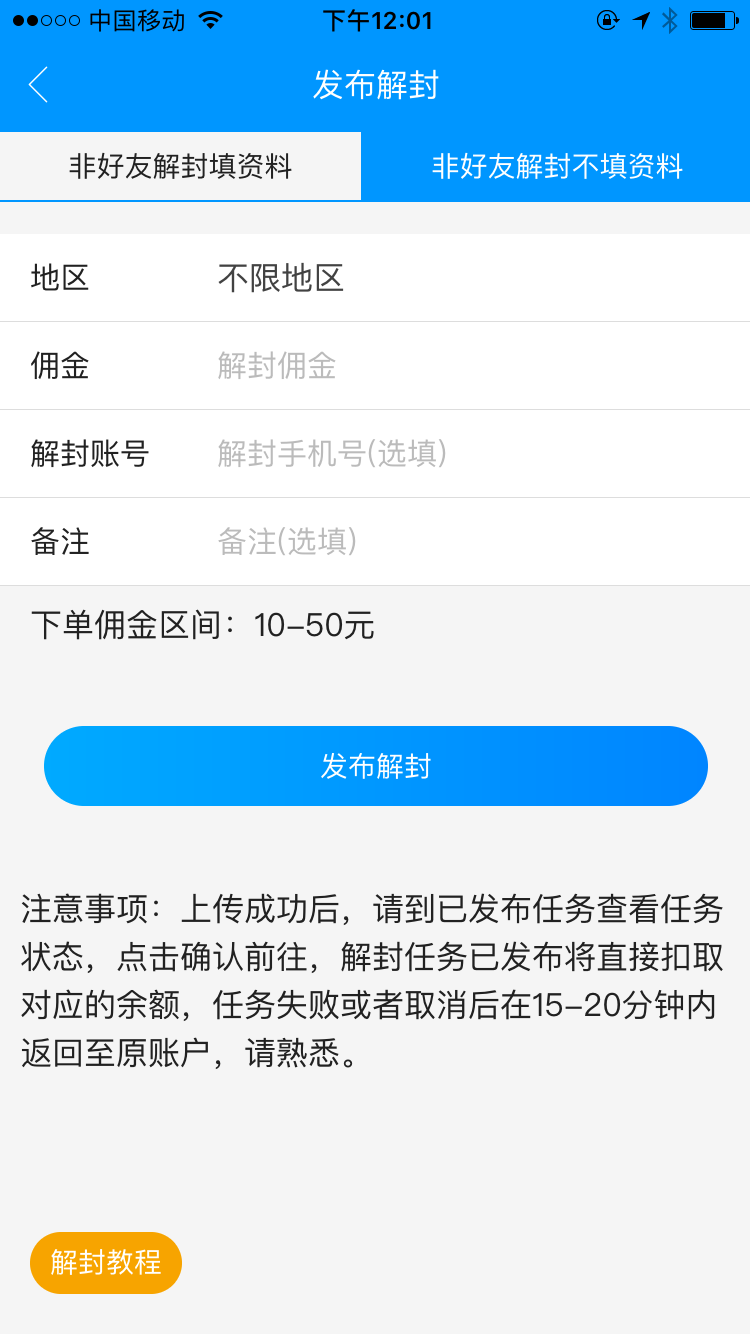 中国移动 下午12:01
发布解封
非好友解封填资料 非好友解封不填资料
地区 不限地区
佣金 解封佣金
解封账号 解封手机号(选填)
备注 备注(选填)
下单佣金区间：10–50元
发布解封
注意事项：上传成功后，请到已发布任务查看任务
状态，点击确认前往，解封任务已发布将直接扣取
对应的余额，任务失败或者取消后在15–20分钟内
返回至原账户，请熟悉。
解封教程